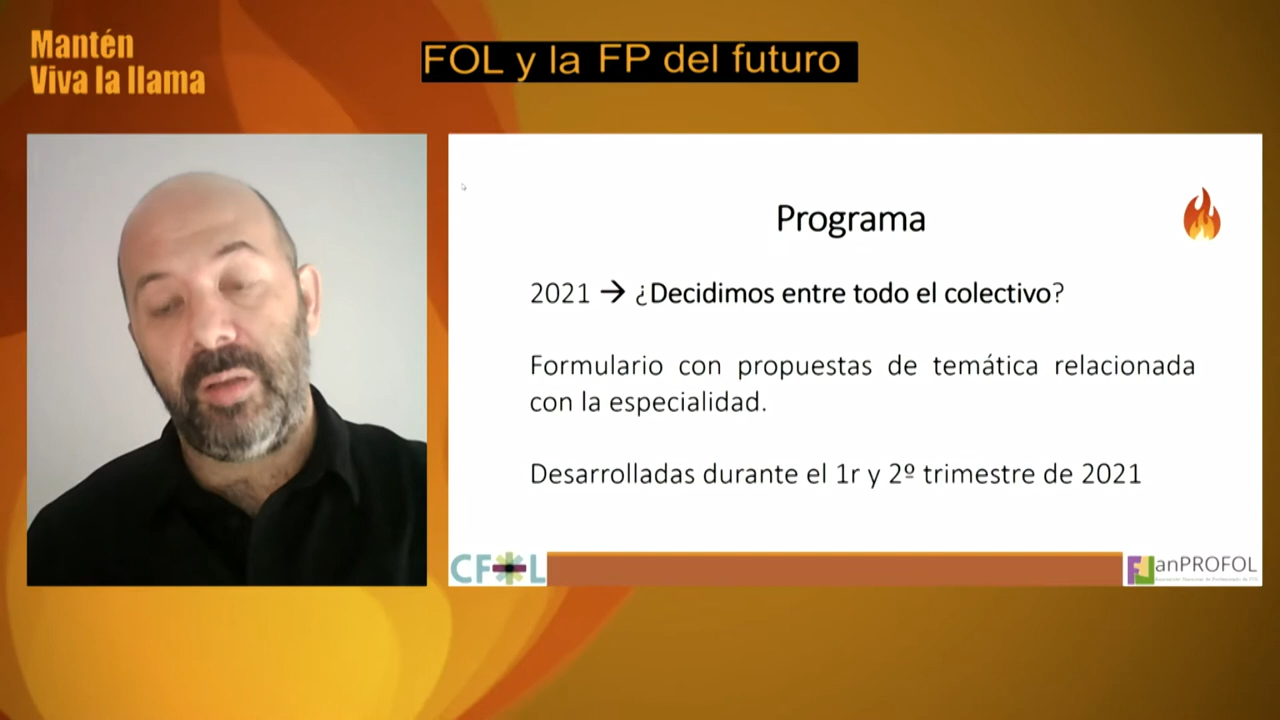 Mantén
Viva la llama
FOL y la FP del futuro
Programa
2021 → ¿Decidimos entre todo el colectivo?
Formulario con propuestas de temática relacionada
con la especialidad.
Desarrolladas durante el 1r y 2º trimestre de 2021
CFOL
anPROFOL